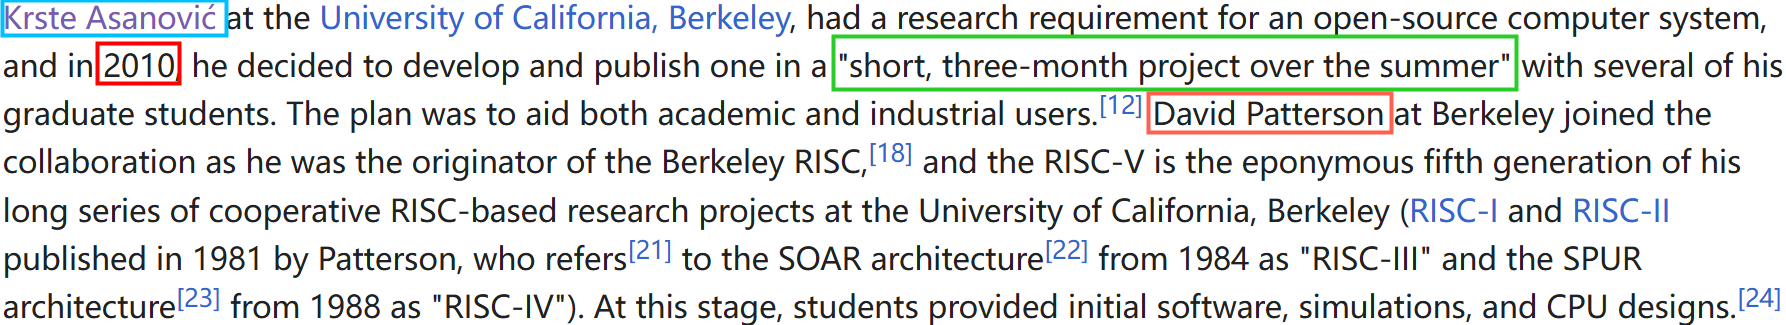 Krste Asanović at the University of California, Berkeley, had a research requirement for an open-source computer system,
and in 2010, he decided to develop and publish one in a "short, three-month project over the summer" with several of his
graduate students. The plan was to aid both academic and industrial users.[12] David Patterson at Berkeley joined the
collaboration as he was the originator of the Berkeley RISC,[18] and the RISC-V is the eponymous fifth generation of his
long series of cooperative RISC-based research projects at the University of California, Berkeley (RISC-I and RISC-II
published in 1981 by Patterson, who refers[21] to the SOAR architecture[22] from 1984 as "RISC-III" and the SPUR
architecture[23] from 1988 as "RISC-IV"). At this stage, students provided initial software, simulations, and CPU designs.[24]